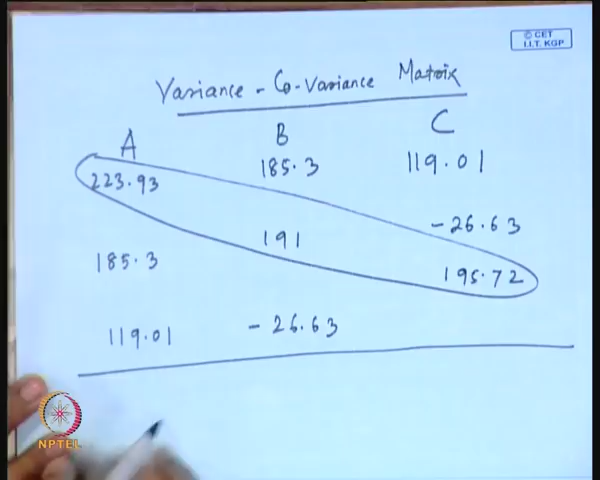 © CET
I.I.T. KGP
Variance - Co-Variance Matrix
A B C
223.93 185.3 119.01
185.3 191 -26.63
119.01 -26.63 195.72
NPTEL